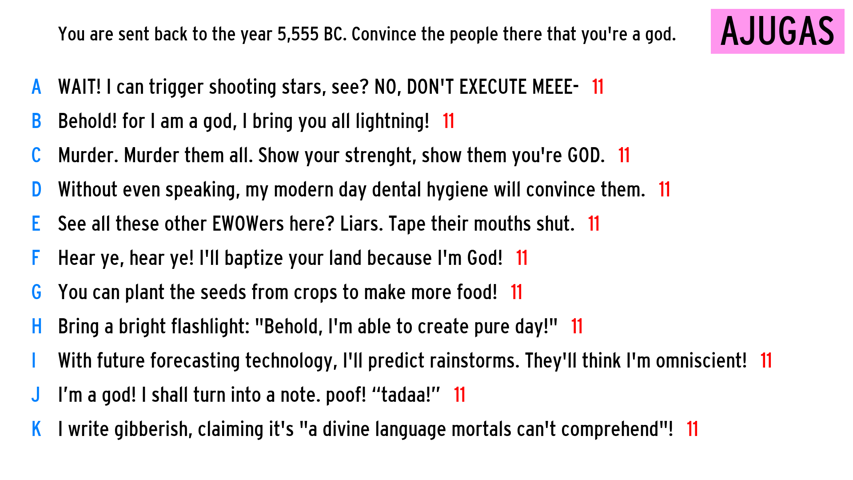 You are sent back to the year 5,555 BC. Convince the people there that you're a god.
AJUGAS
A WAIT! I can trigger shooting stars, see? NO, DON'T EXECUTE MEEE- 11
B Behold! for I am a god, I bring you all lightning! 11
C Murder. Murder them all. Show your strenght, show them you're GOD. 11
D Without even speaking, my modern day dental hygiene will convince them. 11
E See all these other EWOWers here? Liars. Tape their mouths shut. 11
F Hear ye, hear ye! I'll baptize your land because I'm God! 11
G You can plant the seeds from crops to make more food! 11
H Bring a bright flashlight: "Behold, I'm able to create pure day!" 11
I With future forecasting technology, I'll predict rainstorms. They'll think I'm omniscient! 11
J I’m a god! I shall turn into a note. poof! “tadaa!” 11
K I write gibberish, claiming it's "a divine language mortals can't comprehend"! 11